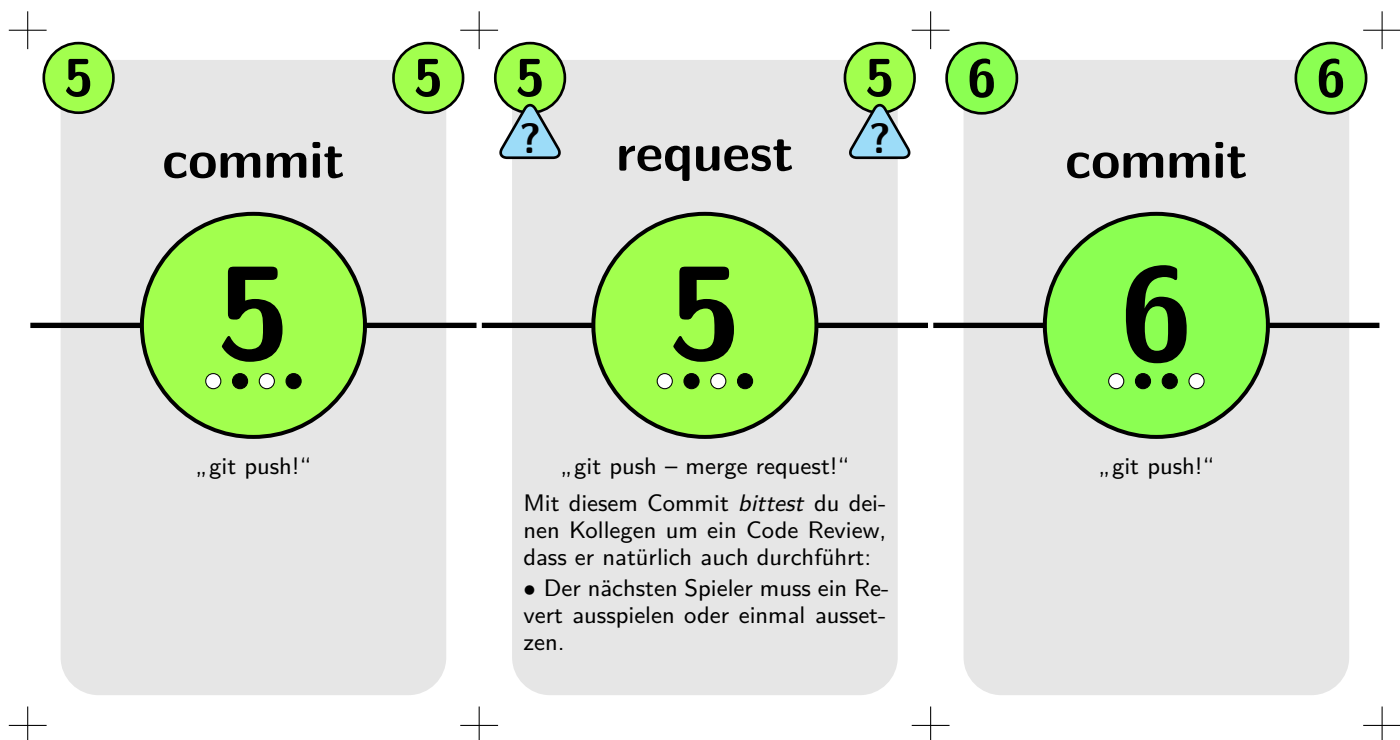 5
5
commit
5
„git push!“
5
5
?
?
request
5
„git push – merge request!“
Mit diesem Commit bittest du dei-
nen Kollegen um ein Code Review,
dass er natürlich auch durchführt:
• Der nächsten Spieler muss ein Re-
vert ausspielen oder einmal ausset-
zen.
6
6
commit
6
„git push!“